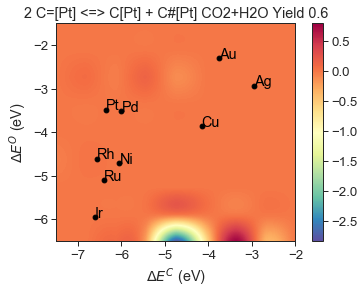 2 C=[Pt] <=> C[Pt] + C#[Pt] CO2+H2O Yield 0.6
−2
−3
−4
−5
−6
ΔE^O (eV)
Au
Ag
Pt
Pd
Cu
Rh
Ni
Ru
Ir
−7
−6
−5
−4
−3
−2
ΔE^C (eV)
0.5
0.0
−0.5
−1.0
−1.5
−2.0
−2.5